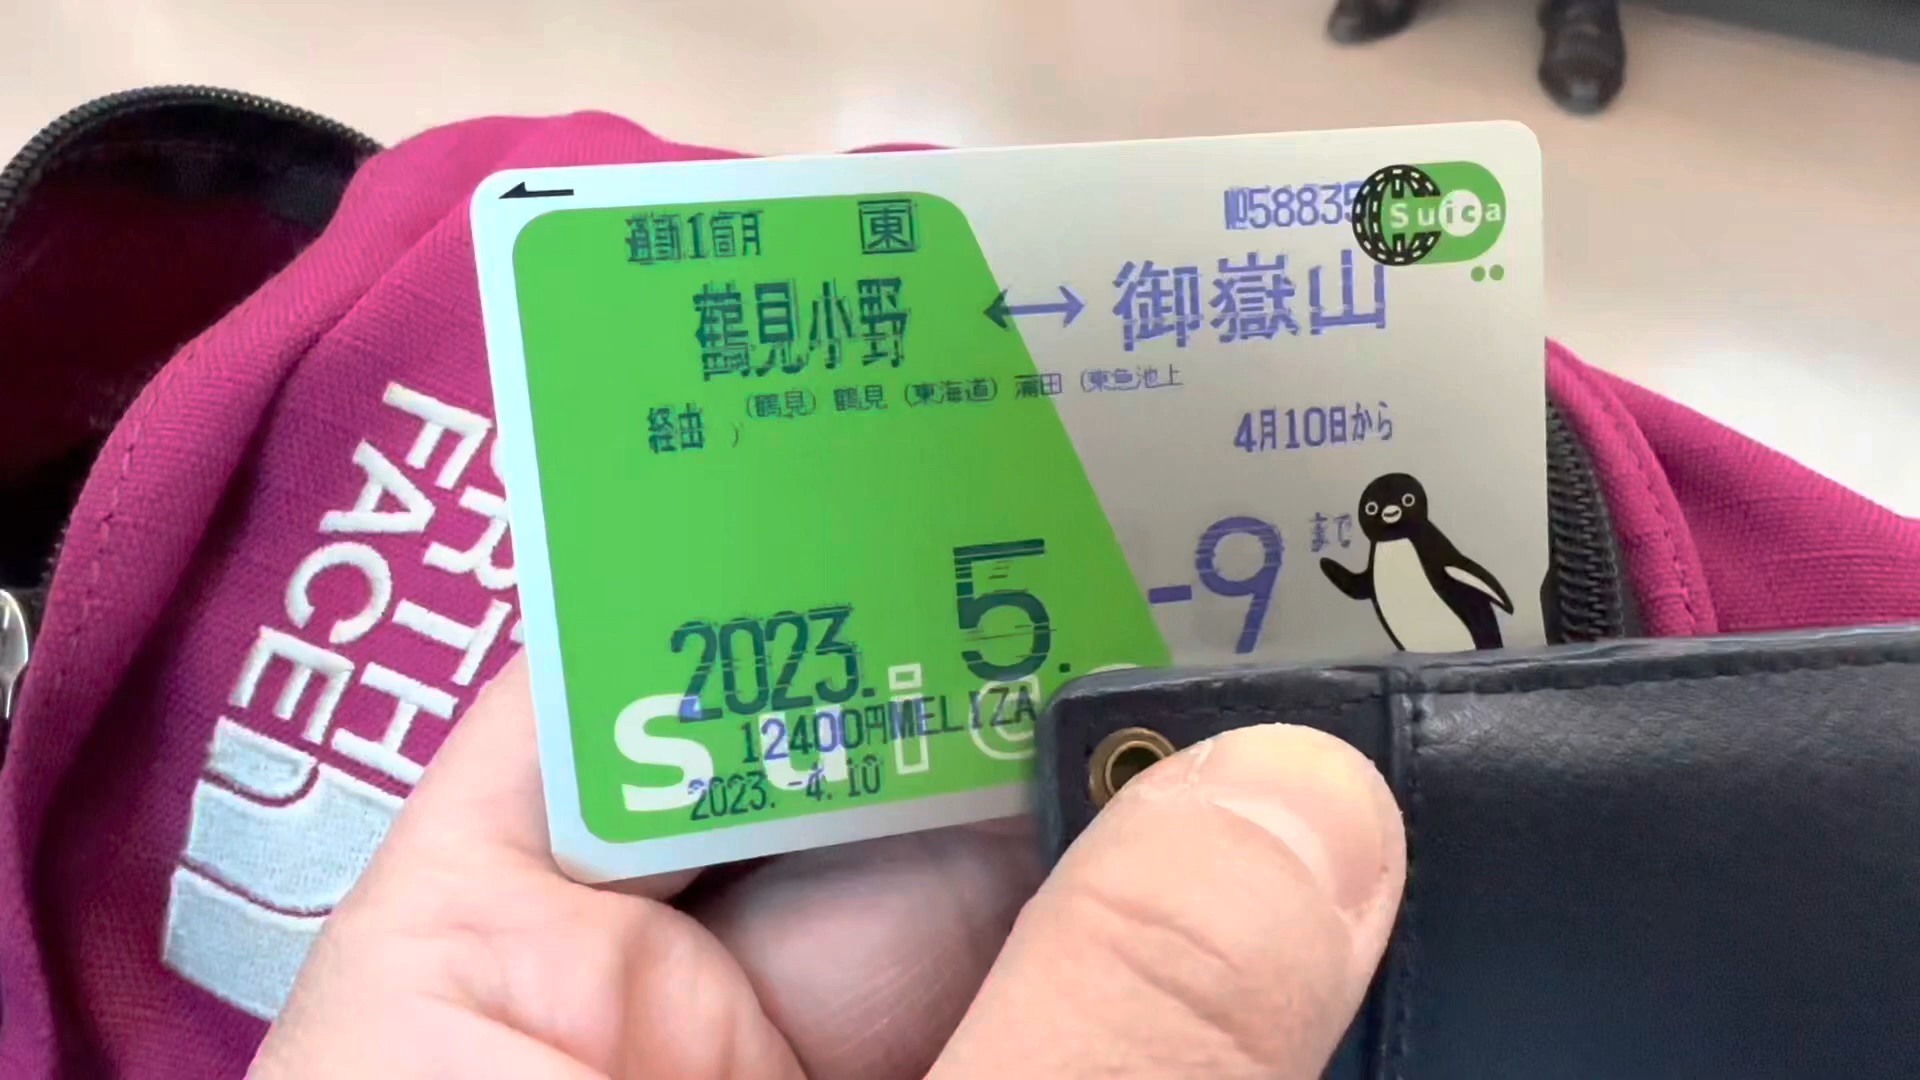 通勤1箇月 東
№58835
Suica
鶴見小野 ↔ 御嶽山
(鶴見) 鶴見 (東海道) 蒲田 (東急池上
経由 )
4月10日から
2023. 5. -9 まで
12400円MELIZA
2023. -4. 10
Suic
FACE
RTH